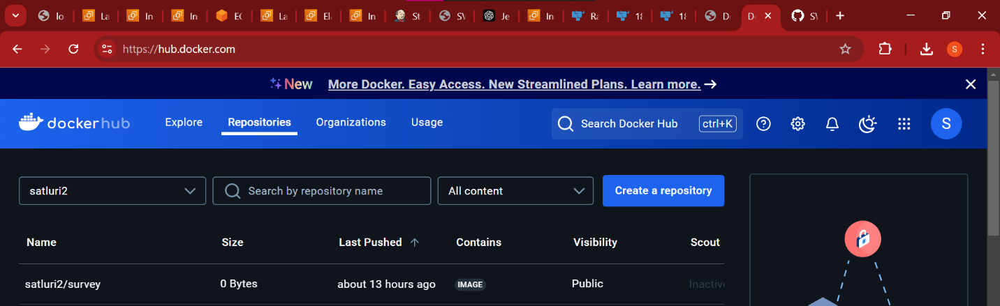 Io La In In EC La El In St SV Je In Ra 18 18 D D SV
https://hub.docker.com S
New More Docker. Easy Access. New Streamlined Plans. Learn more.
docker hub Explore Repositories Organizations Usage Search Docker Hub ctrl+K S
satluri2 Search by repository name All content Create a repository
Name Size Last Pushed Contains Visibility Scout
satluri2/survey 0 Bytes about 13 hours ago IMAGE Public Inactive